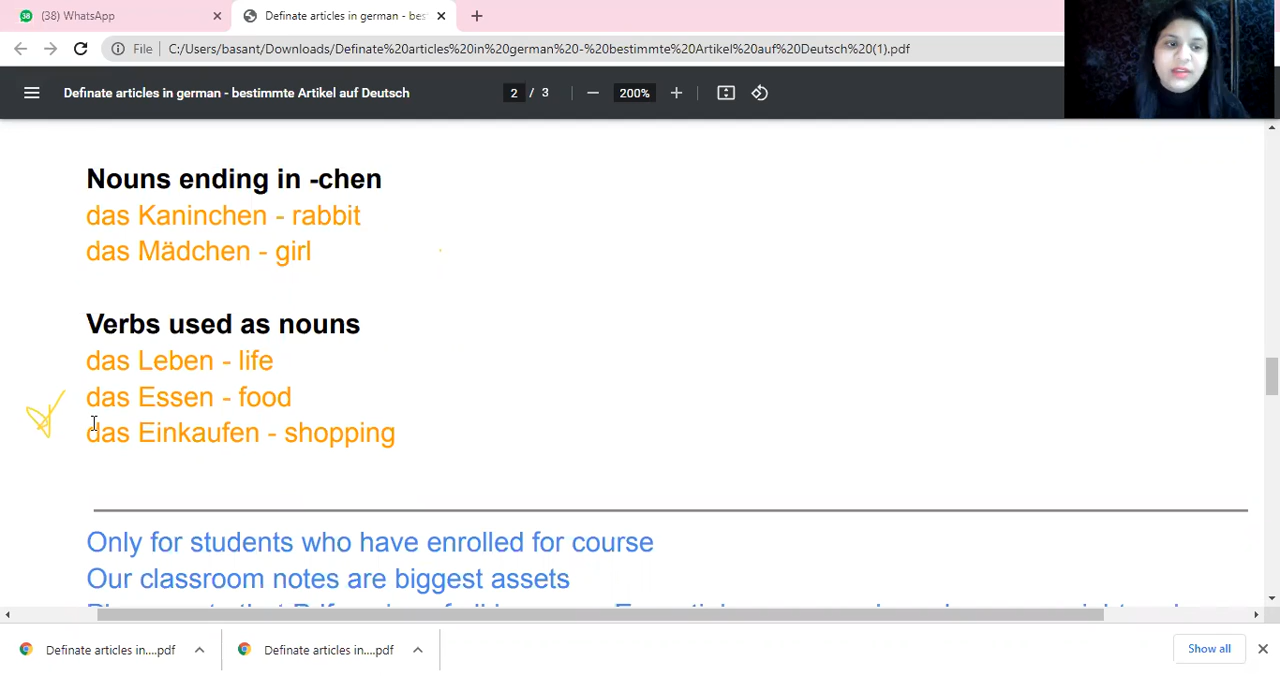 (38) WhatsApp
Definate articles in german - bes
File
C:/Users/basant/Downloads/Definate%20articles%20in%20german%20-%20bestimmte%20Artikel%20auf%20Deutsch%20(1).pdf
Definate articles in german - bestimmte Artikel auf Deutsch
2 / 3
200%
Nouns ending in -chen
das Kaninchen - rabbit
das Mädchen - girl
Verbs used as nouns
das Leben - life
das Essen - food
das Einkaufen - shopping
Only for students who have enrolled for course
Our classroom notes are biggest assets
Definate articles in....pdf
Definate articles in....pdf
Show all